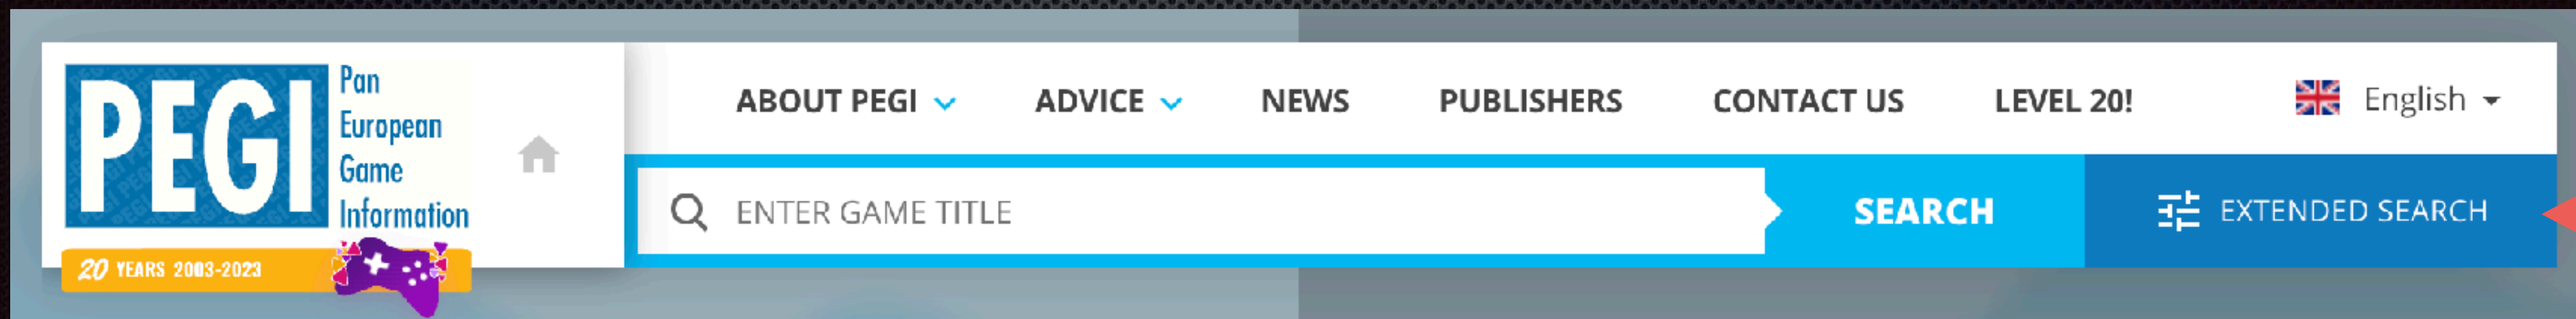 PEGI
Pan
European
Game
Information
20 YEARS 2003-2023
ABOUT PEGI
ADVICE
NEWS
PUBLISHERS
CONTACT US
LEVEL 20!
English
ENTER GAME TITLE
SEARCH
EXTENDED SEARCH